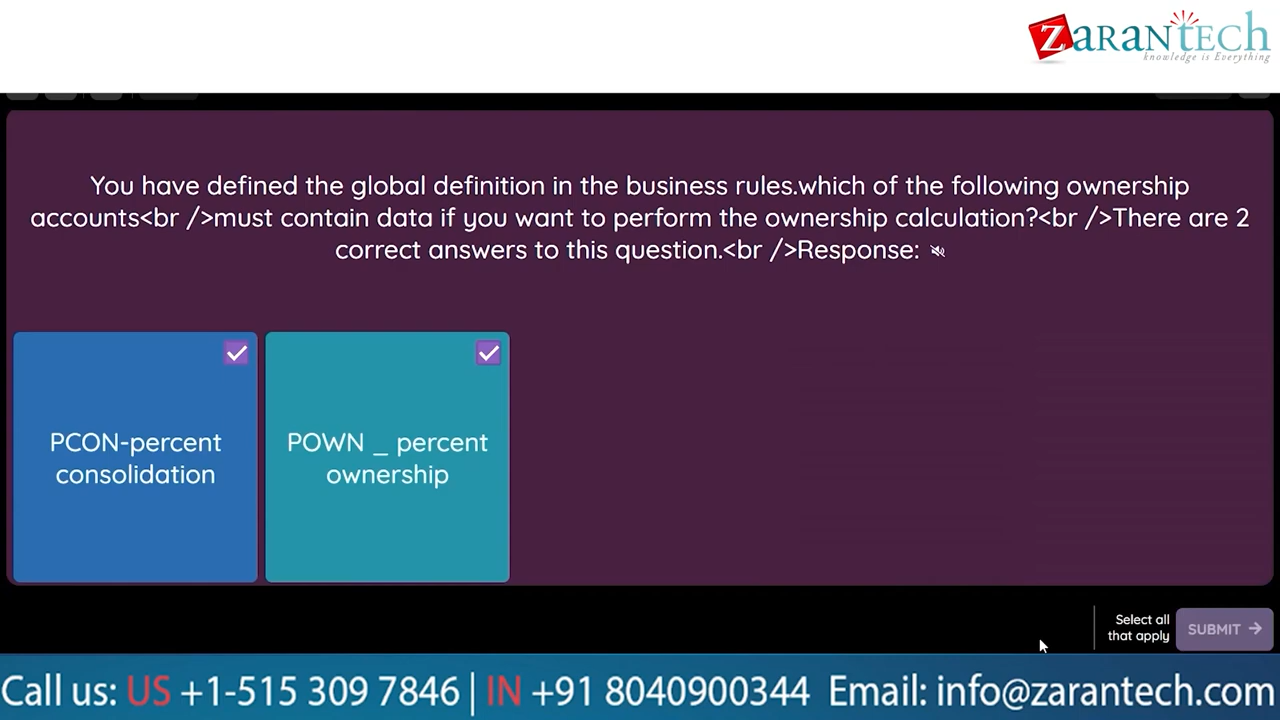 ZARANTECH
knowledge is Everything
You have defined the global definition in the business rules.which of the following ownership
accounts<br />must contain data if you want to perform the ownership calculation?<br />There are 2
correct answers to this question.<br />Response:
PCON-percent
consolidation
POWN _ percent
ownership
Select all
that apply
SUBMIT
Call us: US +1-515 309 7846 | IN +91 8040900344 Email: info@zarantech.com